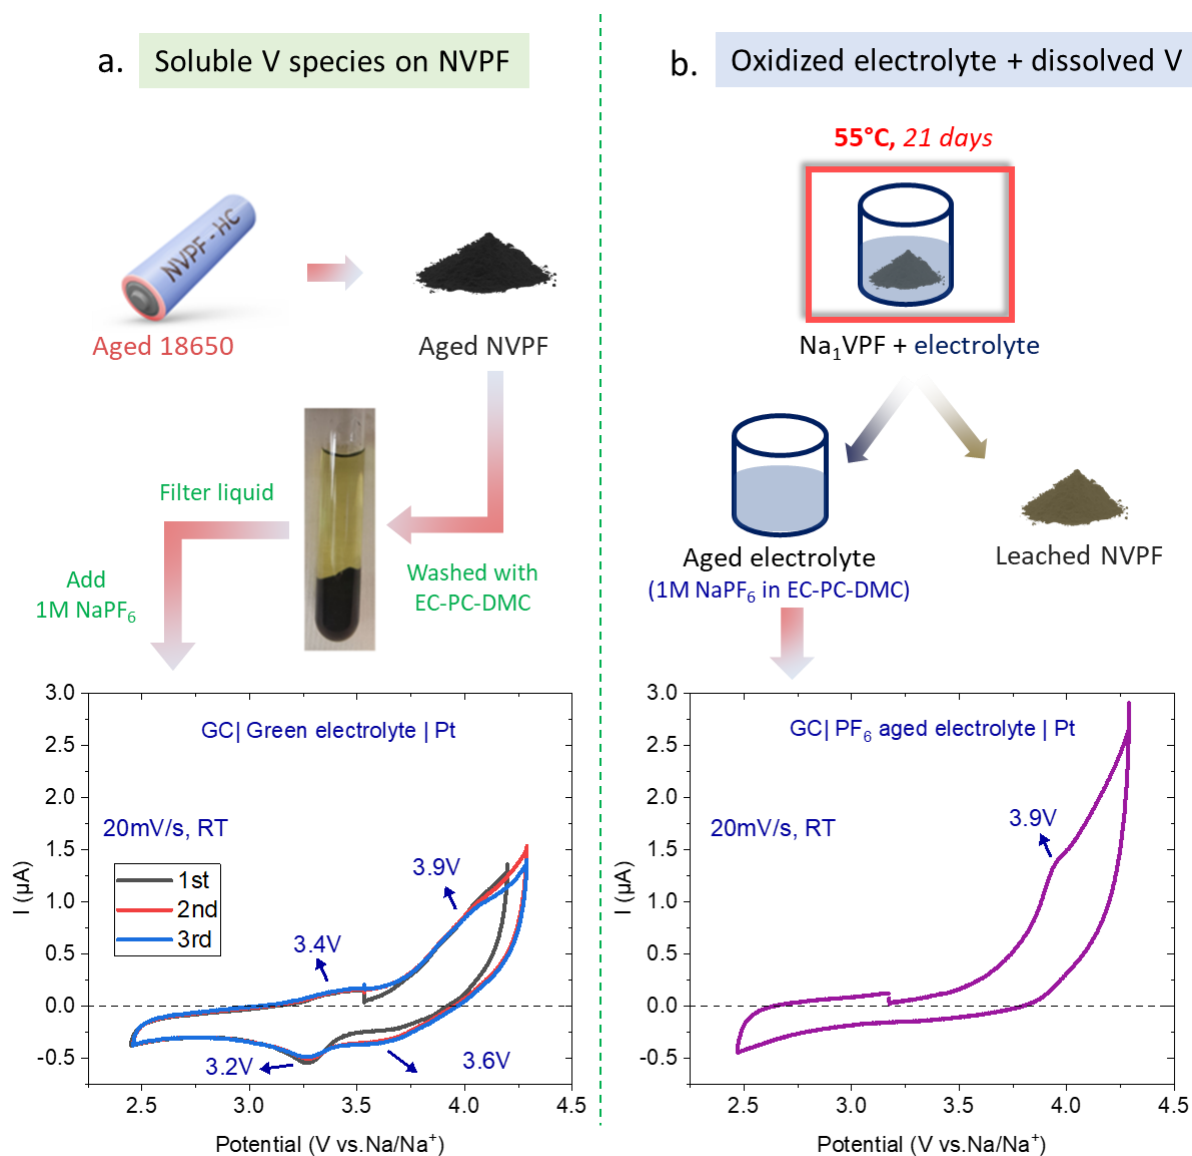 a. Soluble V species on NVPF
NVPF - HC
Aged 18650
Aged NVPF
Filter liquid
Add
1M NaPF₆
Washed with
EC-PC-DMC
GC| Green electrolyte | Pt
20mV/s, RT
1st
2nd
3rd
3.9V
3.4V
3.2V
3.6V
3.0
2.5
2.0
1.5
1.0
0.5
0.0
-0.5
I (µA)
2.5 3.0 3.5 4.0 4.5
Potential (V vs.Na/Na⁺)
b. Oxidized electrolyte + dissolved V
55°C, 21 days
Na₁VPF + electrolyte
Aged electrolyte
(1M NaPF₆ in EC-PC-DMC)
Leached NVPF
GC| PF₆ aged electrolyte | Pt
20mV/s, RT
3.9V
3.0
2.5
2.0
1.5
1.0
0.5
0.0
-0.5
I (µA)
2.5 3.0 3.5 4.0 4.5
Potential (V vs.Na/Na⁺)